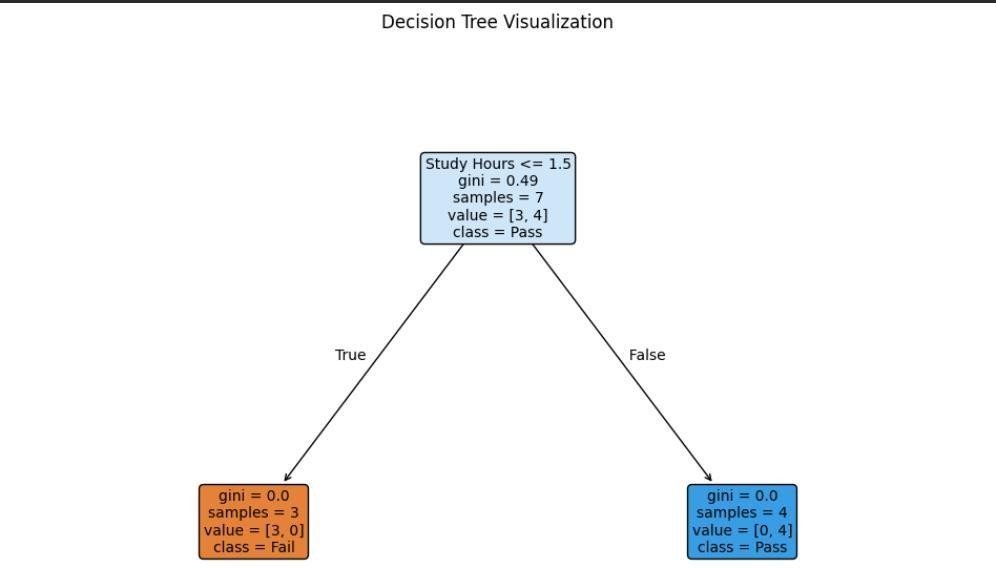 Decision Tree Visualization
Study Hours <= 1.5
gini = 0.49
samples = 7
value = [3, 4]
class = Pass
True
False
gini = 0.0
samples = 3
value = [3, 0]
class = Fail
gini = 0.0
samples = 4
value = [0, 4]
class = Pass